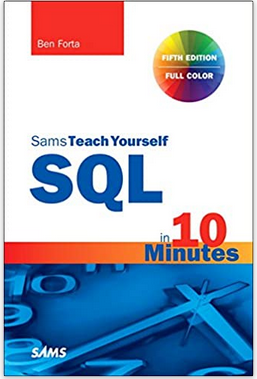 Ben Forta
FIFTH EDITION
FULL COLOR
Sams Teach Yourself
SQL
in 10
Minutes
SAMS